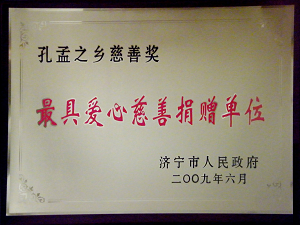 孔孟之乡慈善奖
最具爱心慈善捐赠单位
济宁市人民政府
二〇〇九年六月